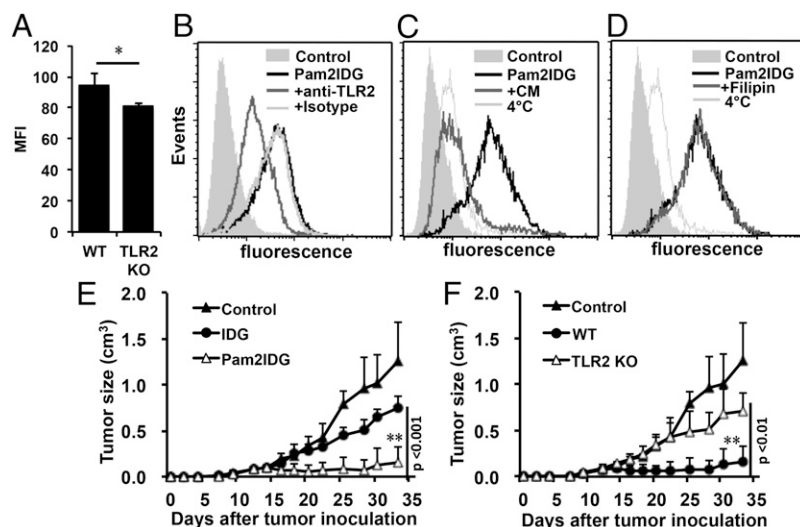 A
120
100
80
60
40
20
0
MFI
*
WT
TLR2
KO
B
Control
Pam2IDG
+anti-TLR2
+Isotype
Events
fluorescence
C
Control
Pam2IDG
+CM
4°C
fluorescence
D
Control
Pam2IDG
+Filipin
4°C
fluorescence
E
2.0
1.5
1.0
0.5
0.0
Tumor size (cm3)
Control
IDG
Pam2IDG
**
p <0.001
0 5 10 15 20 25 30 35
Days after tumor inoculation
F
2.0
1.5
1.0
0.5
0.0
Tumor size (cm3)
Control
WT
TLR2 KO
**
p <0.01
0 5 10 15 20 25 30 35
Days after tumor inoculation